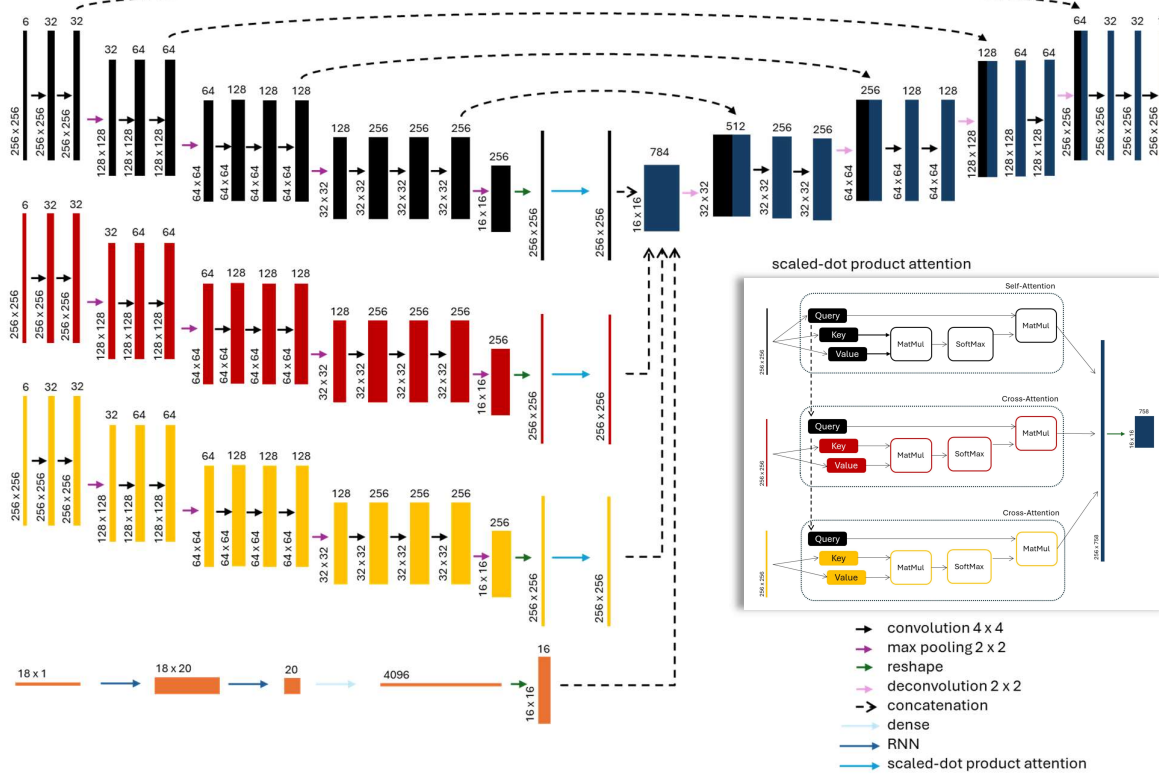 6 32 32
256 x 256 256 x 256 256 x 256
32 64 64
128 x 128 128 x 128 128 x 128
64 128 128 128
64 x 64 64 x 64 64 x 64 64 x 64
128 256 256 256
32 x 32 32 x 32 32 x 32 32 x 32
256
16 x 16
256 x 256 256 x 256
784
16 x 16
512 256 256
32 x 32 32 x 32 32 x 32
256 128 128
64 x 64 64 x 64 64 x 64
128 64 64
128 x 128 128 x 128 128 x 128
64 32 32
256 x 256 256 x 256 256 x 256 256 x 256
6 32 32
256 x 256 256 x 256 256 x 256
32 64 64
128 x 128 128 x 128 128 x 128
64 128 128 128
64 x 64 64 x 64 64 x 64 64 x 64
128 256 256 256
32 x 32 32 x 32 32 x 32 32 x 32
256
16 x 16
256 x 256 256 x 256
6 32 32
256 x 256 256 x 256 256 x 256
32 64 64
128 x 128 128 x 128 128 x 128
64 128 128 128
64 x 64 64 x 64 64 x 64 64 x 64
128 256 256 256
32 x 32 32 x 32 32 x 32 32 x 32
256
16 x 16
256 x 256 256 x 256
18 x 1
18 x 20
20
4096
16
16 x 16
scaled-dot product attention
Self-Attention
256 x 256
Query
Key
Value
MatMul
SoftMax
MatMul
Cross-Attention
256 x 256
Query
Key
Value
MatMul
SoftMax
MatMul
Cross-Attention
256 x 256
Query
Key
Value
MatMul
SoftMax
MatMul
256 x 758
758
16 x 16
convolution 4 x 4
max pooling 2 x 2
reshape
deconvolution 2 x 2
concatenation
dense
RNN
scaled-dot product attention